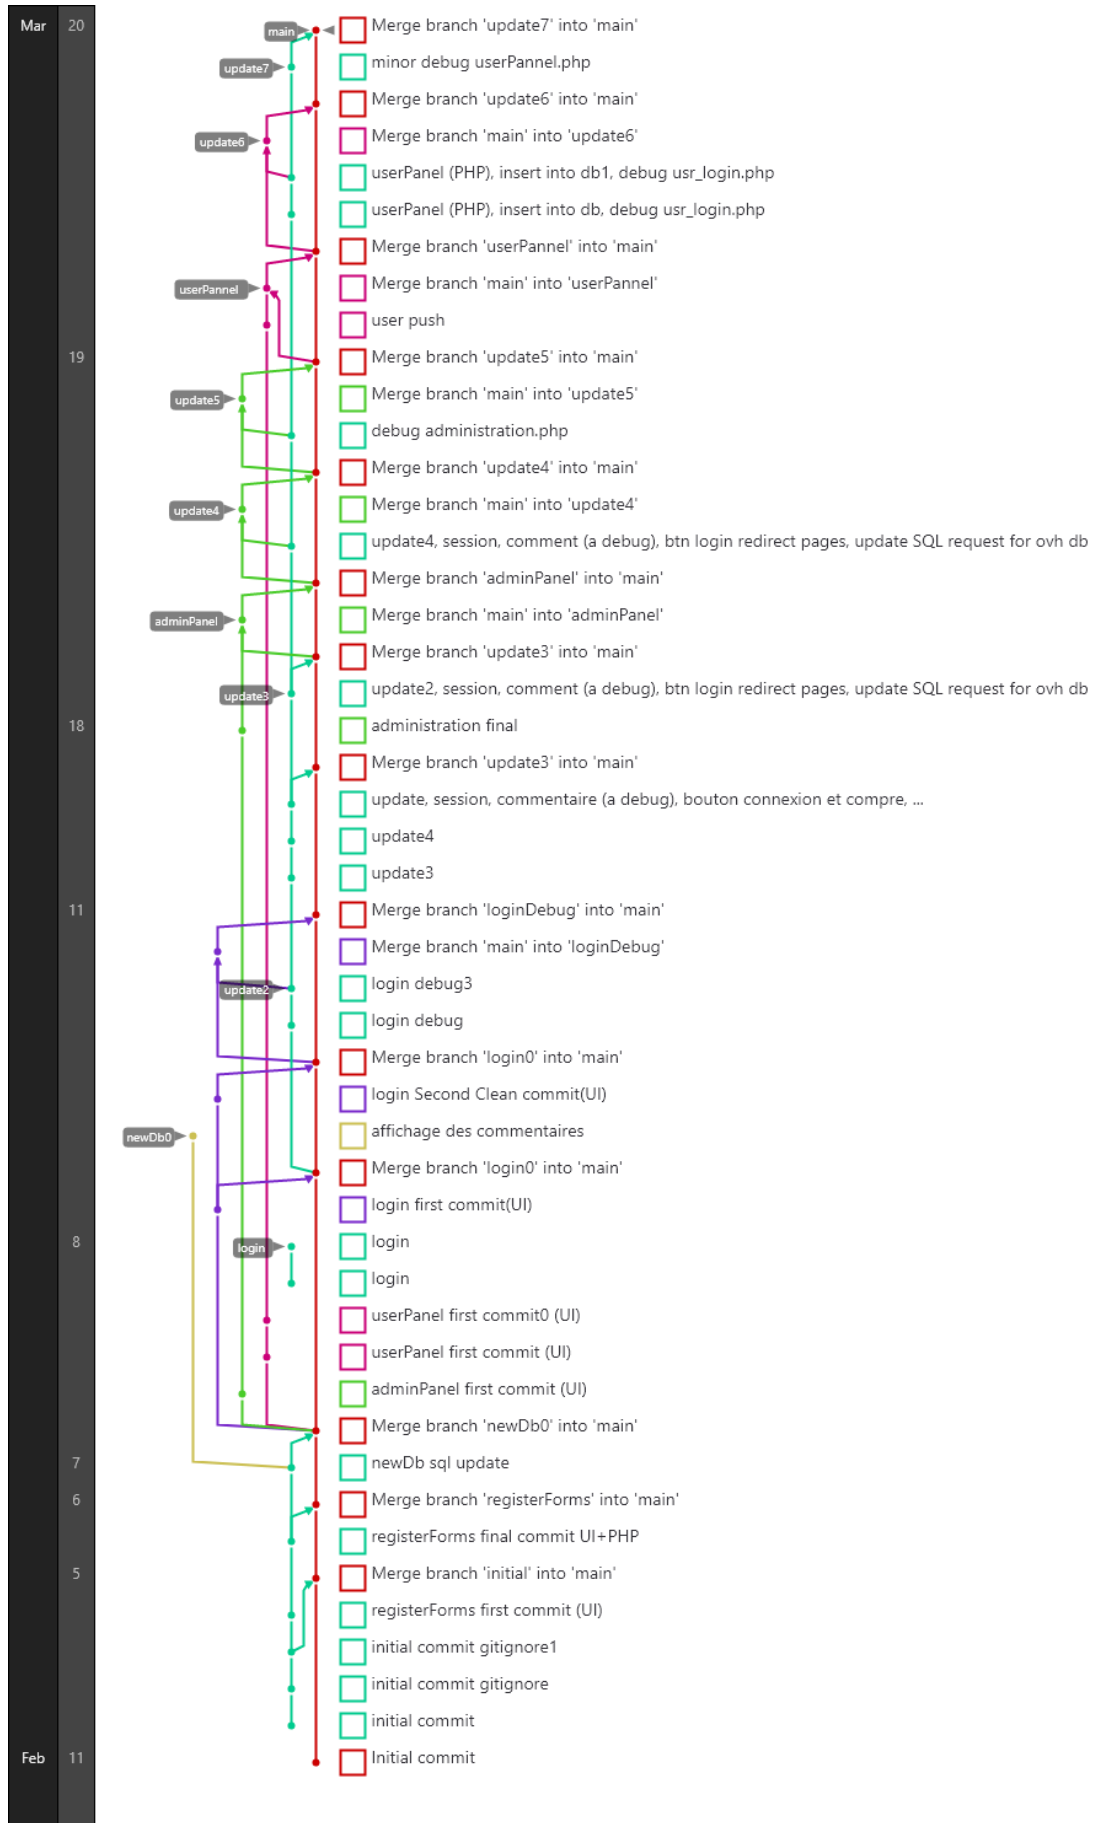 Mar 20 main Merge branch 'update7' into 'main'
update7 minor debug userPannel.php
Merge branch 'update6' into 'main'
update6 Merge branch 'main' into 'update6'
userPanel (PHP), insert into db1, debug usr_login.php
userPanel (PHP), insert into db, debug usr_login.php
Merge branch 'userPannel' into 'main'
userPannel Merge branch 'main' into 'userPannel'
user push
19 Merge branch 'update5' into 'main'
update5 Merge branch 'main' into 'update5'
debug administration.php
Merge branch 'update4' into 'main'
update4 Merge branch 'main' into 'update4'
update4, session, comment (a debug), btn login redirect pages, update SQL request for ovh db
Merge branch 'adminPanel' into 'main'
adminPanel Merge branch 'main' into 'adminPanel'
Merge branch 'update3' into 'main'
update3 update2, session, comment (a debug), btn login redirect pages, update SQL request for ovh db
18 administration final
Merge branch 'update3' into 'main'
update, session, commentaire (a debug), bouton connexion et compre, ...
update4
update3
11 Merge branch 'loginDebug' into 'main'
Merge branch 'main' into 'loginDebug'
update2 login debug3
login debug
Merge branch 'login0' into 'main'
login Second Clean commit(UI)
newDb0 affichage des commentaires
Merge branch 'login0' into 'main'
login first commit(UI)
8 login login
login
userPanel first commit0 (UI)
userPanel first commit (UI)
adminPanel first commit (UI)
Merge branch 'newDb0' into 'main'
7 newDb sql update
6 Merge branch 'registerForms' into 'main'
registerForms final commit UI+PHP
5 Merge branch 'initial' into 'main'
registerForms first commit (UI)
initial commit gitignore1
initial commit gitignore
initial commit
Feb 11 Initial commit